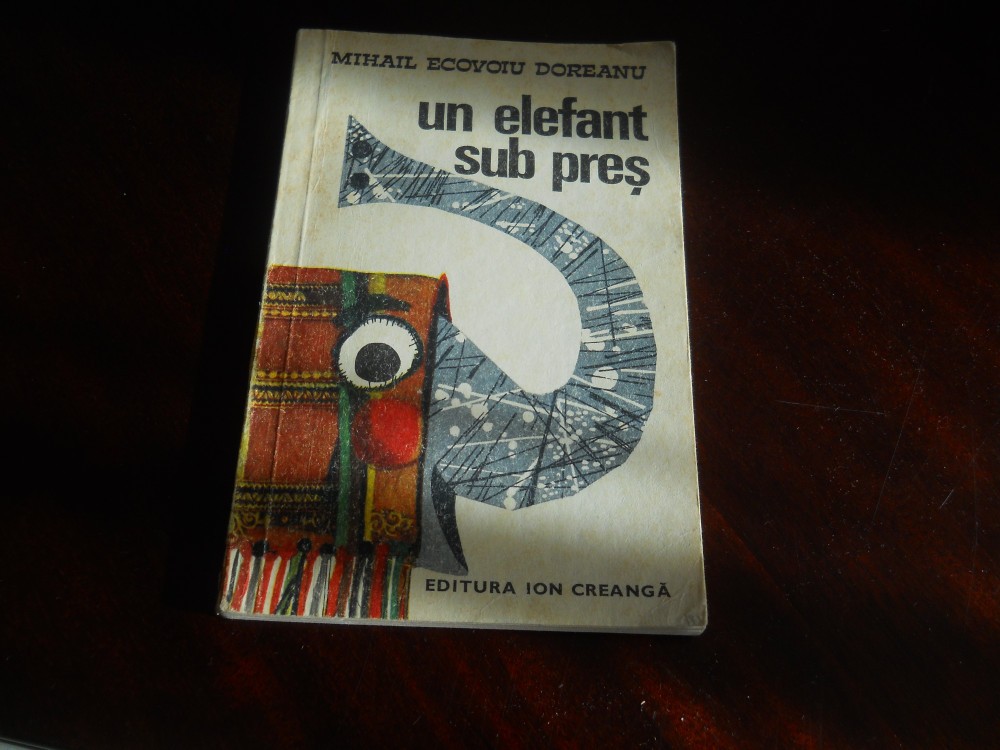 MIHAIL ECOVOIU DOREANU
un elefant
sub preș
EDITURA ION CREANGĂ